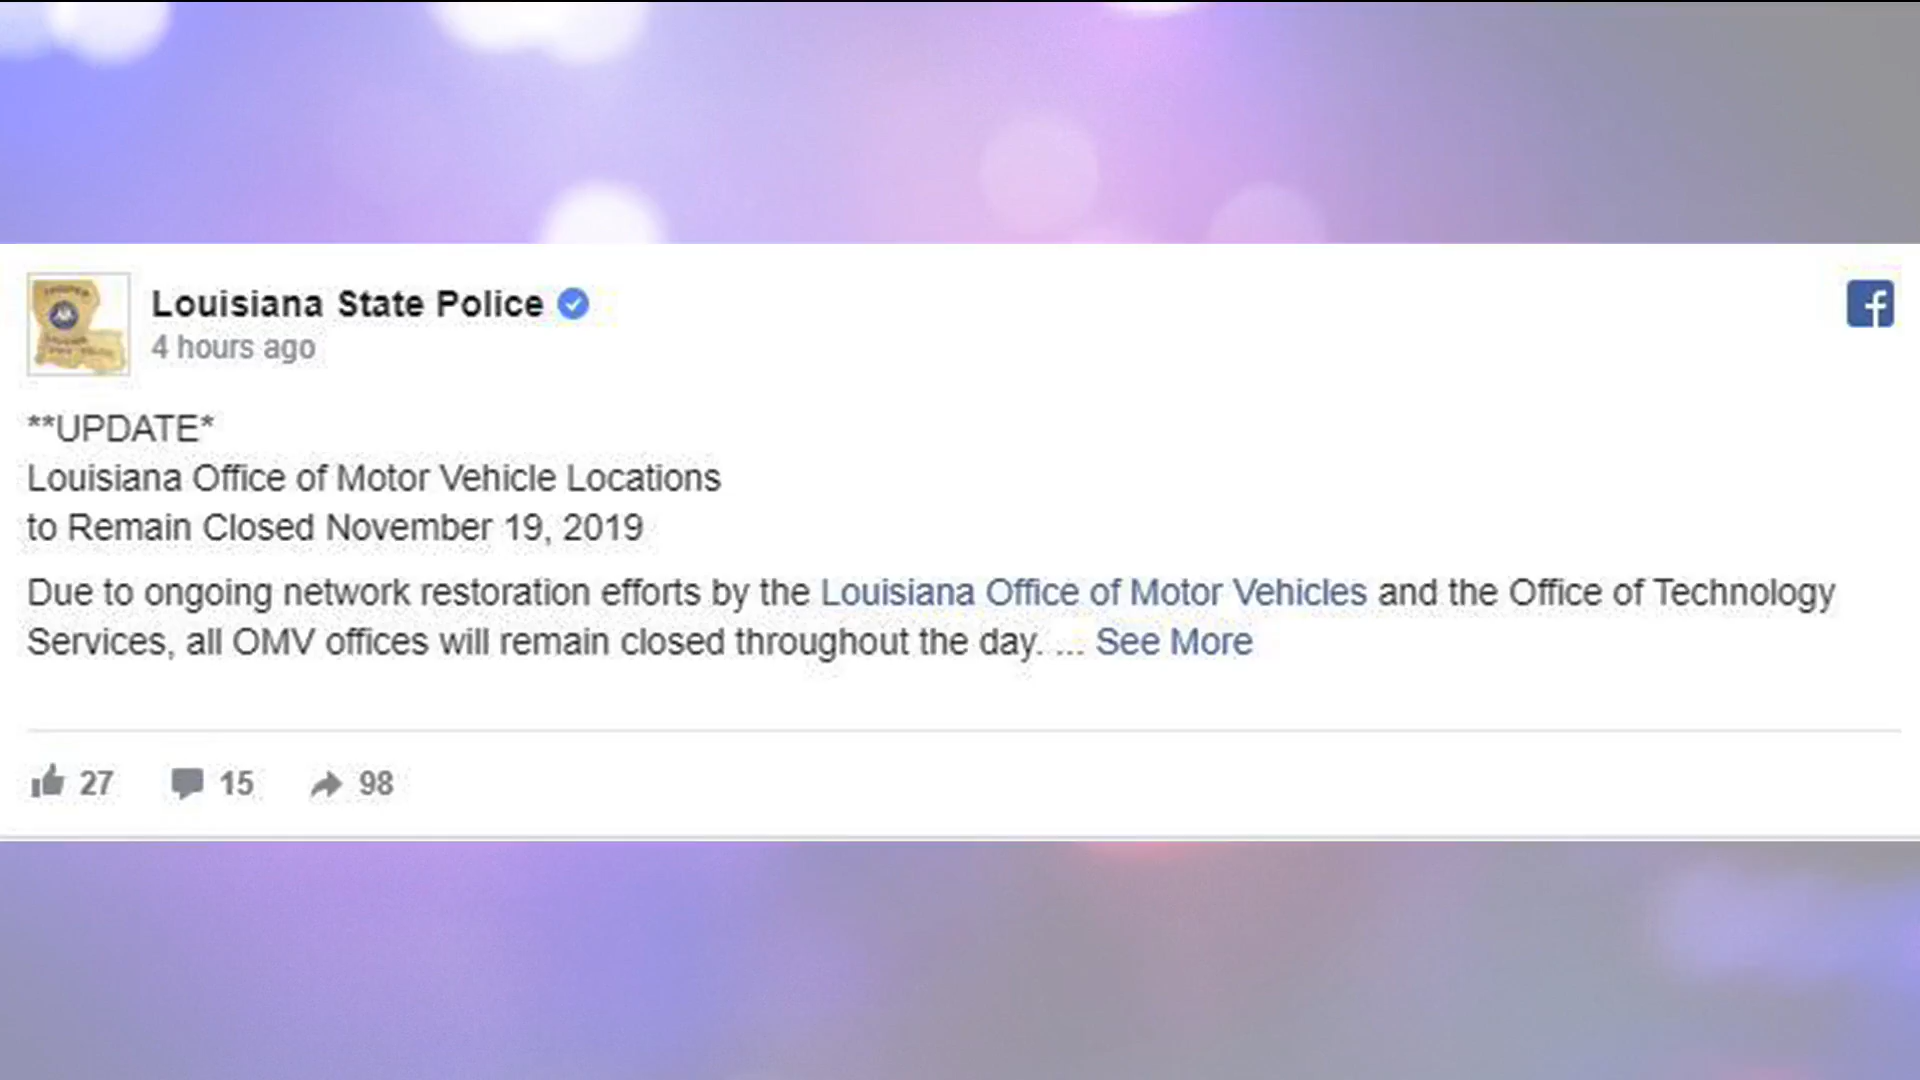 Louisiana State Police
4 hours ago
**UPDATE*
Louisiana Office of Motor Vehicle Locations
to Remain Closed November 19, 2019
Due to ongoing network restoration efforts by the Louisiana Office of Motor Vehicles and the Office of Technology
Services, all OMV offices will remain closed throughout the day. ... See More
27 15 98